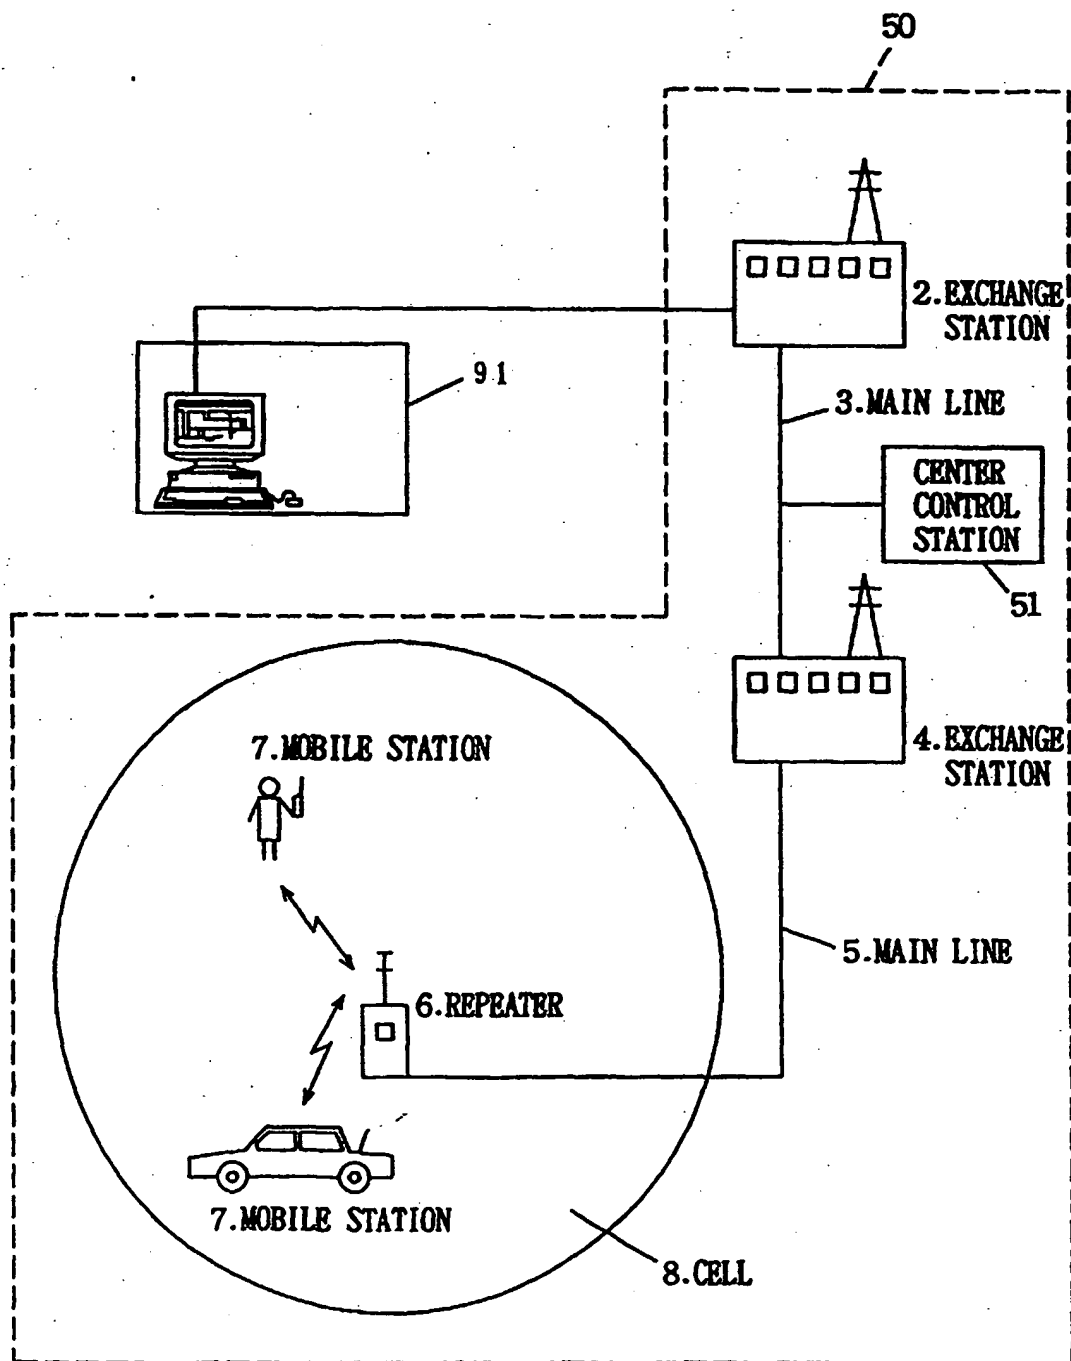 50
2.EXCHANGE
STATION
91
3.MAIN LINE
CENTER
CONTROL
STATION
51
7.MOBILE STATION
4.EXCHANGE
STATION
5.MAIN LINE
6.REPEATER
7.MOBILE STATION
8.CELL